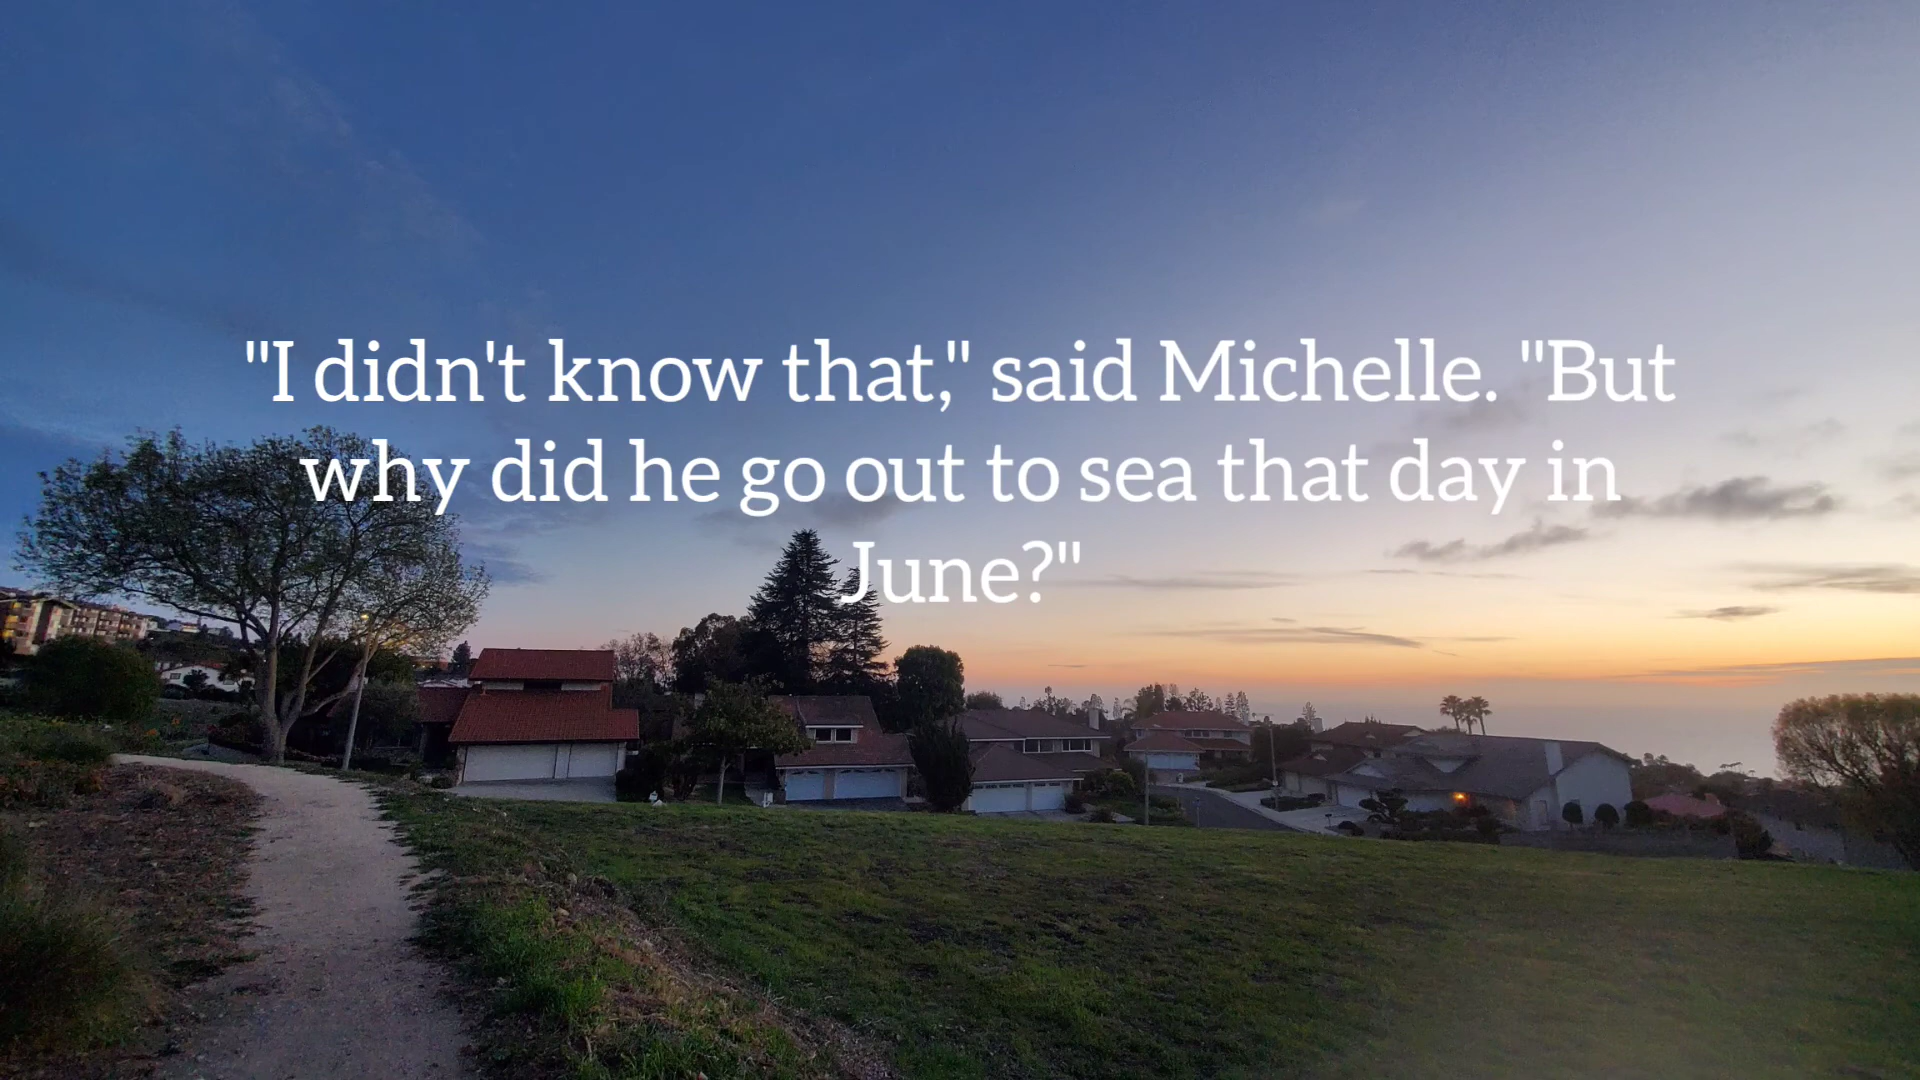 "I didn't know that," said Michelle. "But
why did he go out to sea that day in
June?"